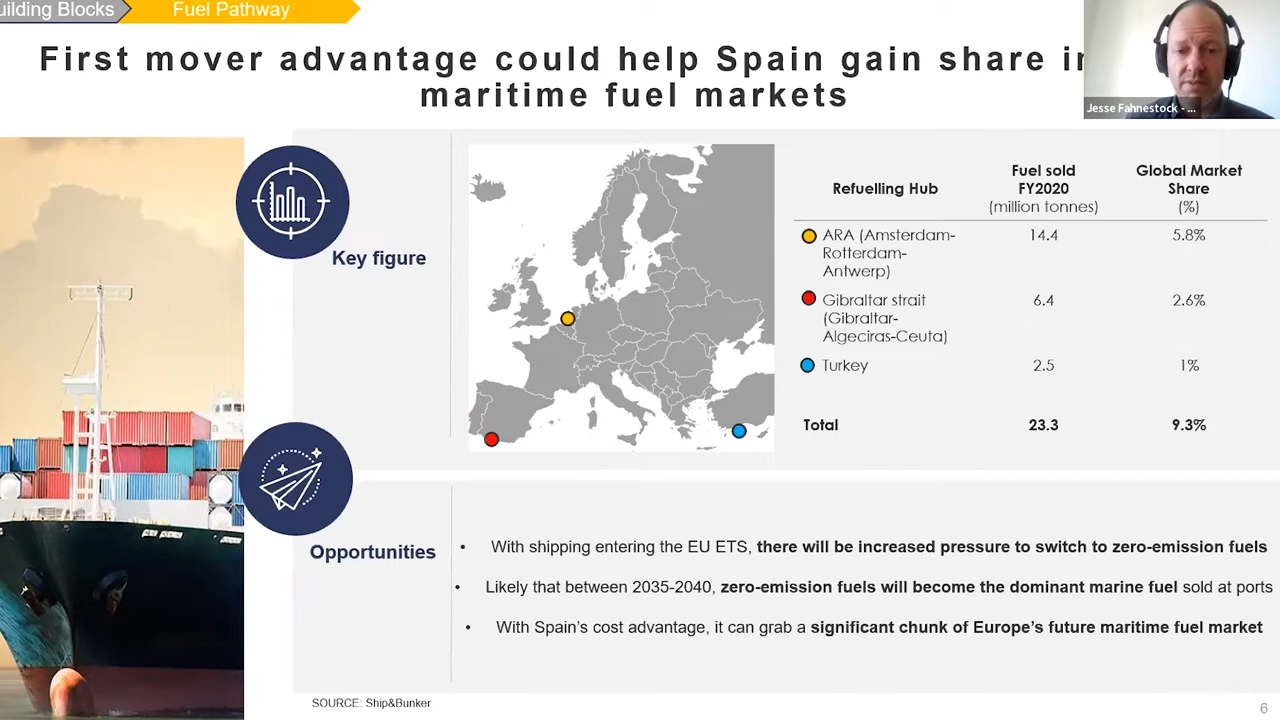 uilding Blocks
Fuel Pathway
First mover advantage could help Spain gain share in
maritime fuel markets
Jesse Fahnestock - ...
Key figure
Refuelling Hub
Fuel sold
FY2020
(million tonnes)
Global Market
Share
(%)
ARA (Amsterdam-
Rotterdam-
Antwerp)
14.4
5.8%
Gibraltar strait
(Gibraltar-
Algeciras-Ceuta)
6.4
2.6%
Turkey
2.5
1%
Total
23.3
9.3%
Opportunities
• With shipping entering the EU ETS, there will be increased pressure to switch to zero-emission fuels
• Likely that between 2035-2040, zero-emission fuels will become the dominant marine fuel sold at ports
• With Spain's cost advantage, it can grab a significant chunk of Europe's future maritime fuel market
SOURCE: Ship&Bunker
6